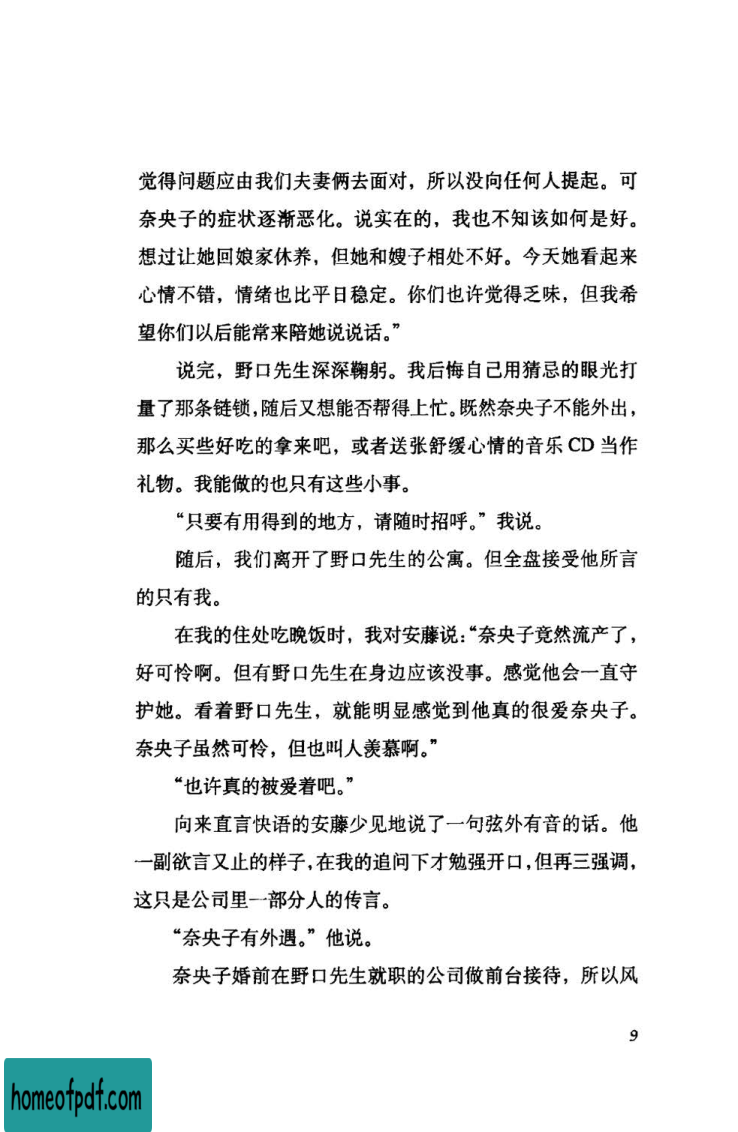 觉得问题应由我们夫妻俩去面对，所以没向任何人提起。可
奈央子的症状逐渐恶化。说实在的，我也不知该如何是好。
想过让她回娘家休养，但她和嫂子相处不好。今天她看起来
心情不错，情绪也比平日稳定。你们也许觉得乏味，但我希
望你们以后能常来陪她说说话。”
说完，野口先生深深鞠躬。我后悔自己用猜忌的眼光打
量了那条链锁，随后又想能否帮得上忙。既然奈央子不能外出，
那么买些好吃的拿来吧，或者送张舒缓心情的音乐 CD 当作
礼物。我能做的也只有这些小事。
“只要有用得到的地方，请随时招呼。”我说。
随后，我们离开了野口先生的公寓。但全盘接受他所言
的只有我。
在我的住处吃晚饭时，我对安藤说：“奈央子竟然流产了，
好可怜啊。但有野口先生在身边应该没事。感觉他会一直守
护她。看着野口先生，就能明显感觉到他真的很爱奈央子。
奈央子虽然可怜，但也叫人羡慕啊。”
“也许真的被爱着吧。”
向来直言快语的安藤少见地说了一句弦外有音的话。他
一副欲言又止的样子，在我的追问下才勉强开口，但再三强调，
这只是公司里一部分人的传言。
“奈央子有外遇。”他说。
奈央子婚前在野口先生就职的公司做前台接待，所以风
9
homeofpdf.com